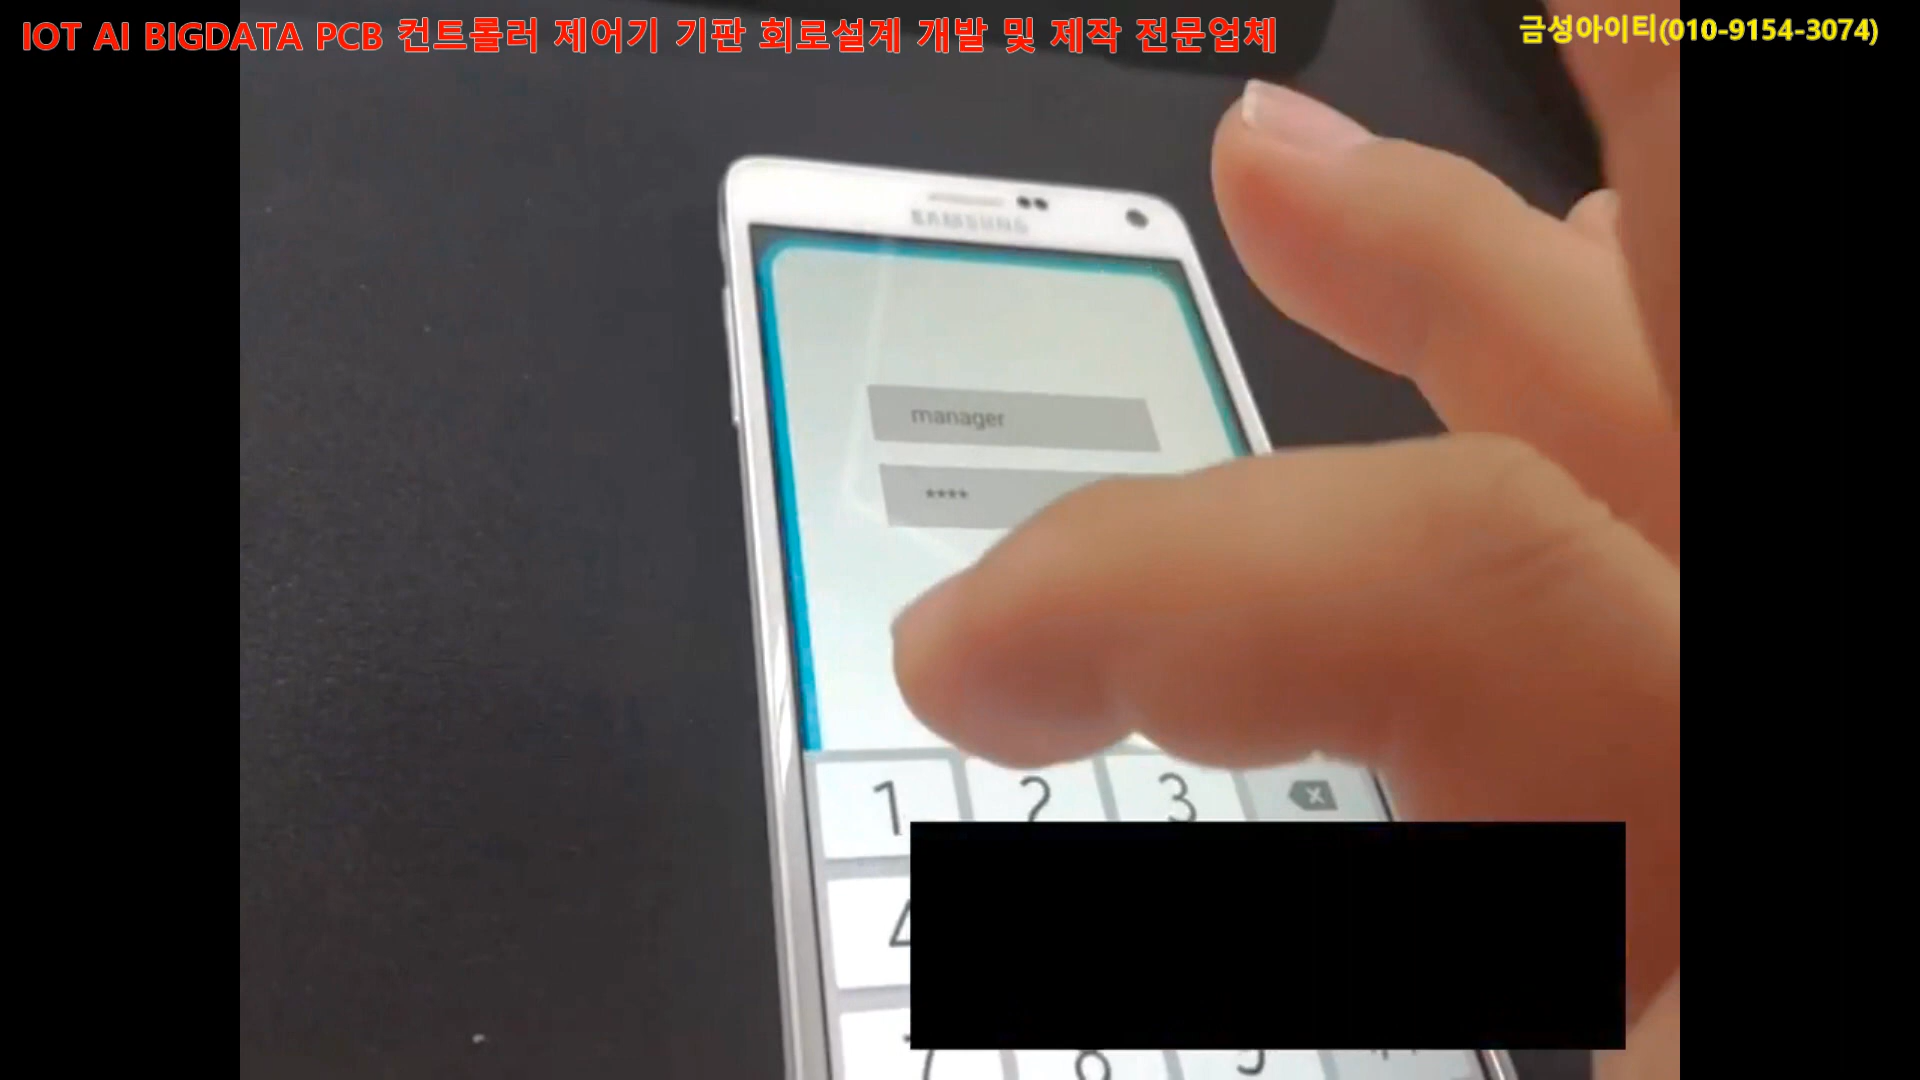 IOT AI BIGDATA PCB 컨트롤러 제어기 기판 회로설계 개발 및 제작 전문업체
금성아이티(010-9154-3074)
SAMSUNG
manager
****
1 2 3
4